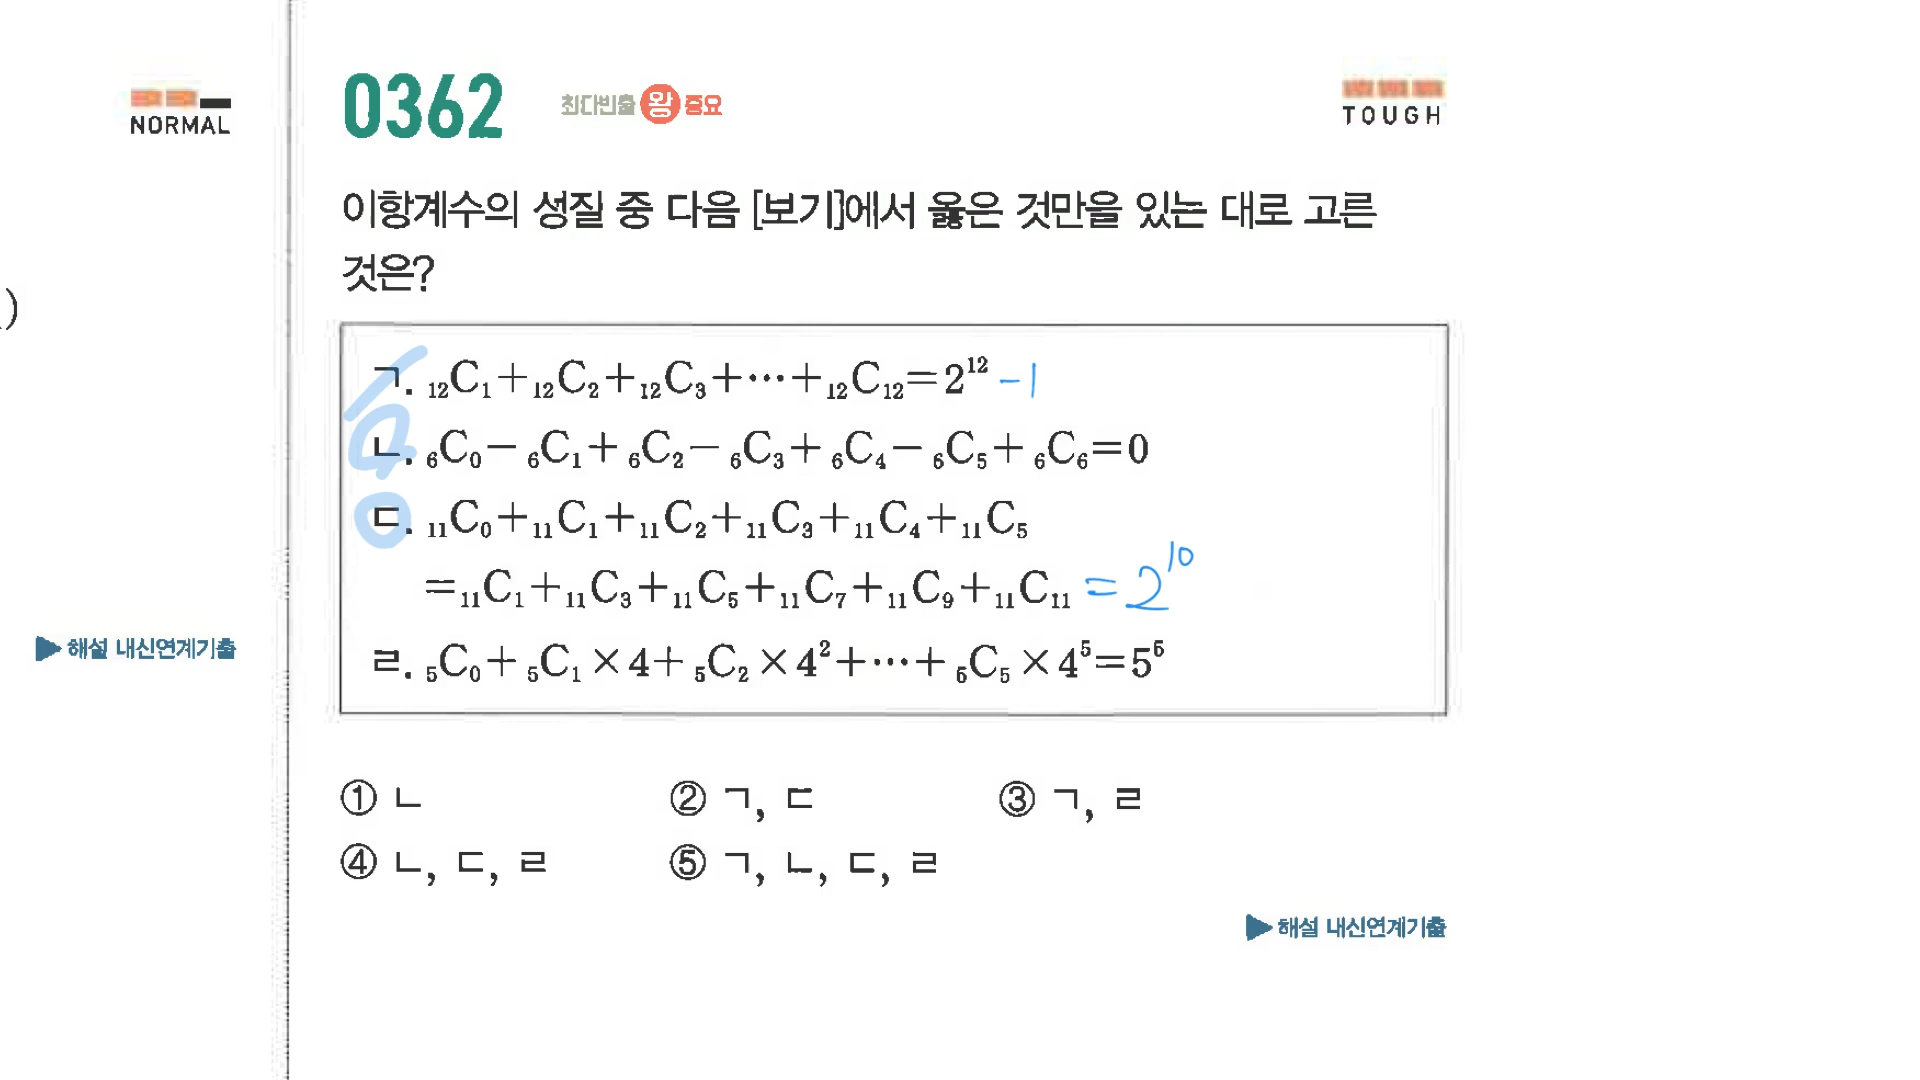 NORMAL
)
▶ 해설 내신연계기출
0362 최다빈출 왕 중요
TOUGH
이항계수의 성질 중 다음 [보기]에서 옳은 것만을 있는 대로 고른
것은?
ㄱ. ₁₂C₁+₁₂C₂+₁₂C₃+⋯+₁₂C₁₂=2¹² -1
ㄴ. ₆C₀-₆C₁+₆C₂-₆C₃+₆C₄-₆C₅+₆C₆=0
ㄷ. ₁₁C₀+₁₁C₁+₁₁C₂+₁₁C₃+₁₁C₄+₁₁C₅
=₁₁C₁+₁₁C₃+₁₁C₅+₁₁C₇+₁₁C₉+₁₁C₁₁ =2¹⁰
ㄹ. ₅C₀+₅C₁×4+₅C₂×4²+⋯+₅C₅×4⁵=5⁵
① ㄴ ② ㄱ, ㄷ ③ ㄱ, ㄹ
④ ㄴ, ㄷ, ㄹ ⑤ ㄱ, ㄴ, ㄷ, ㄹ
▶ 해설 내신연계기출